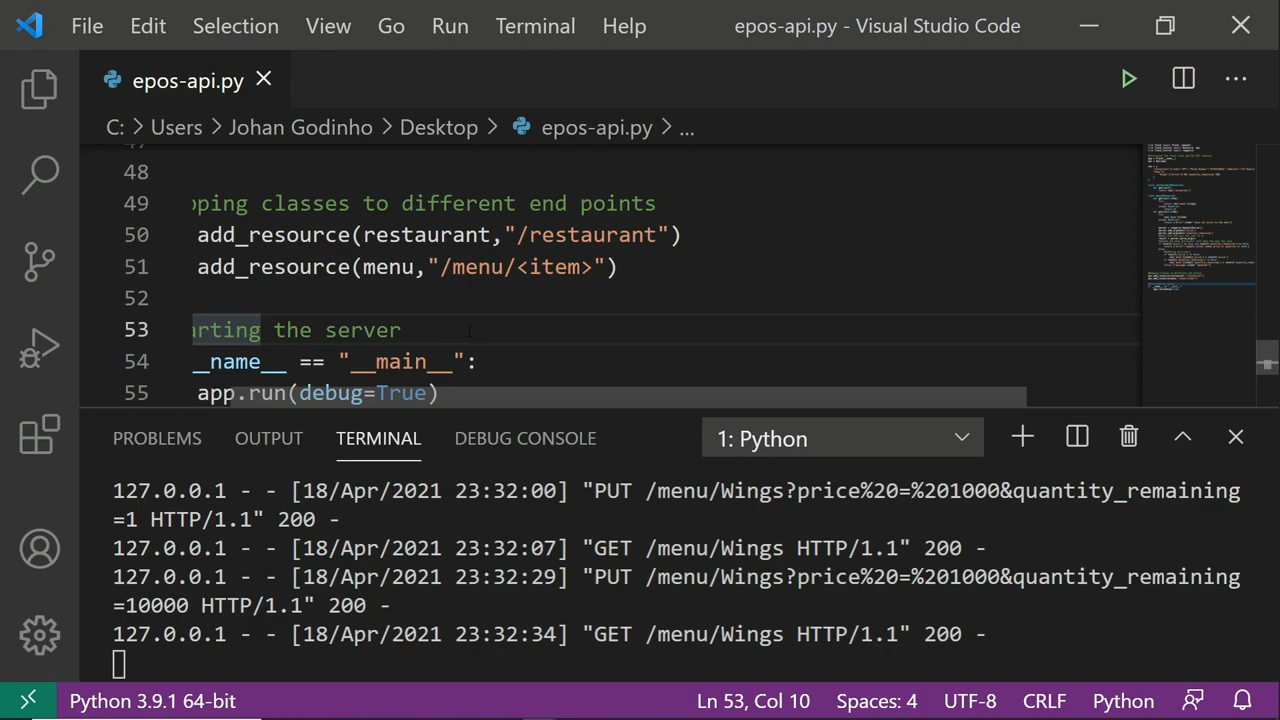 File Edit Selection View Go Run Terminal Help epos-api.py - Visual Studio Code
epos-api.py
C: > Users > Johan Godinho > Desktop > epos-api.py > ...
48
49 pping classes to different end points
50 add_resource(restaurant,"/restaurant")
51 add_resource(menu,"/menu/<item>")
52
53 arting the server
54 __name__ == "__main__":
55 app.run(debug=True)
PROBLEMS OUTPUT TERMINAL DEBUG CONSOLE 1: Python
127.0.0.1 - - [18/Apr/2021 23:32:00] "PUT /menu/Wings?price%20=%201000&quantity_remaining
=1 HTTP/1.1" 200 -
127.0.0.1 - - [18/Apr/2021 23:32:07] "GET /menu/Wings HTTP/1.1" 200 -
127.0.0.1 - - [18/Apr/2021 23:32:29] "PUT /menu/Wings?price%20=%201000&quantity_remaining
=10000 HTTP/1.1" 200 -
127.0.0.1 - - [18/Apr/2021 23:32:34] "GET /menu/Wings HTTP/1.1" 200 -
Python 3.9.1 64-bit Ln 53, Col 10 Spaces: 4 UTF-8 CRLF Python